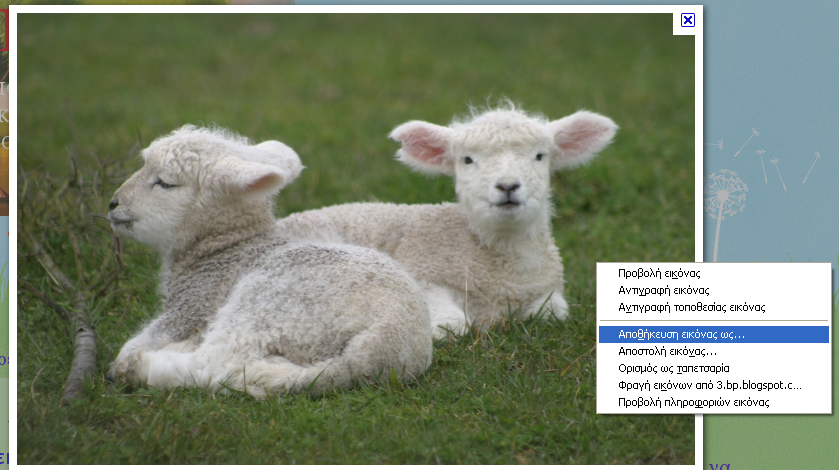 Προβολή εικόνας
Αντιγραφή εικόνας
Αντιγραφή τοποθεσίας εικόνας
Αποθήκευση εικόνας ως...
Αποστολή εικόνας...
Ορισμός ως ταπετσαρία
Φραγή εικόνων από 3.bp.blogspot.c...
Προβολή πληροφοριών εικόνας
να